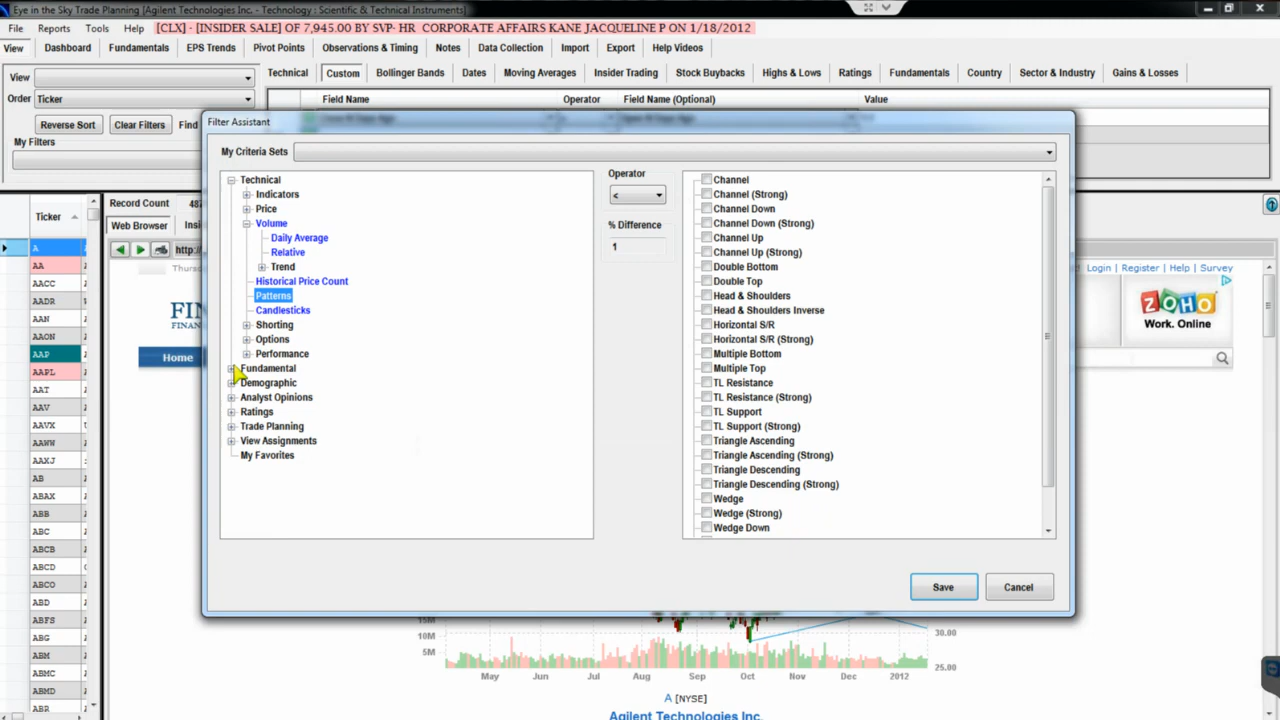 Eye in the Sky Trade Planning [Agilent Technologies Inc. - Technology : Scientific & Technical Instruments]
File Reports Tools Help [CLX] - [INSIDER SALE] OF 7,945.00 BY SVP- HR CORPORATE AFFAIRS KANE JACQUELINE P ON 1/18/2012
View Dashboard Fundamentals EPS Trends Pivot Points Observations & Timing Notes Data Collection Import Export Help Videos
View
Technical Custom Bollinger Bands Dates Moving Averages Insider Trading Stock Buybacks Highs & Lows Ratings Fundamentals Country Sector & Industry Gains & Losses
Order Ticker
Field Name Operator Field Name (Optional) Value
Reverse Sort Clear Filters Find
My Filters
Filter Assistant
My Criteria Sets
Technical
Indicators
Price
Volume
Daily Average
Relative
Trend
Historical Price Count
Patterns
Candlesticks
Shorting
Options
Performance
Fundamental
Demographic
Analyst Opinions
Ratings
Trade Planning
View Assignments
My Favorites
Operator
<
% Difference
1
Channel
Channel (Strong)
Channel Down
Channel Down (Strong)
Channel Up
Channel Up (Strong)
Double Bottom
Double Top
Head & Shoulders
Head & Shoulders Inverse
Horizontal S/R
Horizontal S/R (Strong)
Multiple Bottom
Multiple Top
TL Resistance
TL Resistance (Strong)
TL Support
TL Support (Strong)
Triangle Ascending
Triangle Ascending (Strong)
Triangle Descending
Triangle Descending (Strong)
Wedge
Wedge (Strong)
Wedge Down
Save Cancel
Ticker
A
AA
AACC
AADR
AAN
AAON
AAP
AAPL
AAT
AAV
AAVX
AAWW
AAXJ
AB
ABAX
ABB
ABC
ABCB
ABCD
ABCO
ABD
ABFS
ABG
ABM
ABMC
ABMD
ABR
Record Count 487
Web Browser Insi
http:
Thurs
FIN
FINAN
Home
Login | Register | Help | Survey
ZOHO
Work. Online
15M
10M
5M
30.00
25.00
May Jun Jul Aug Sep Oct Nov Dec 2012
A [NYSE]
Agilent Technologies Inc.